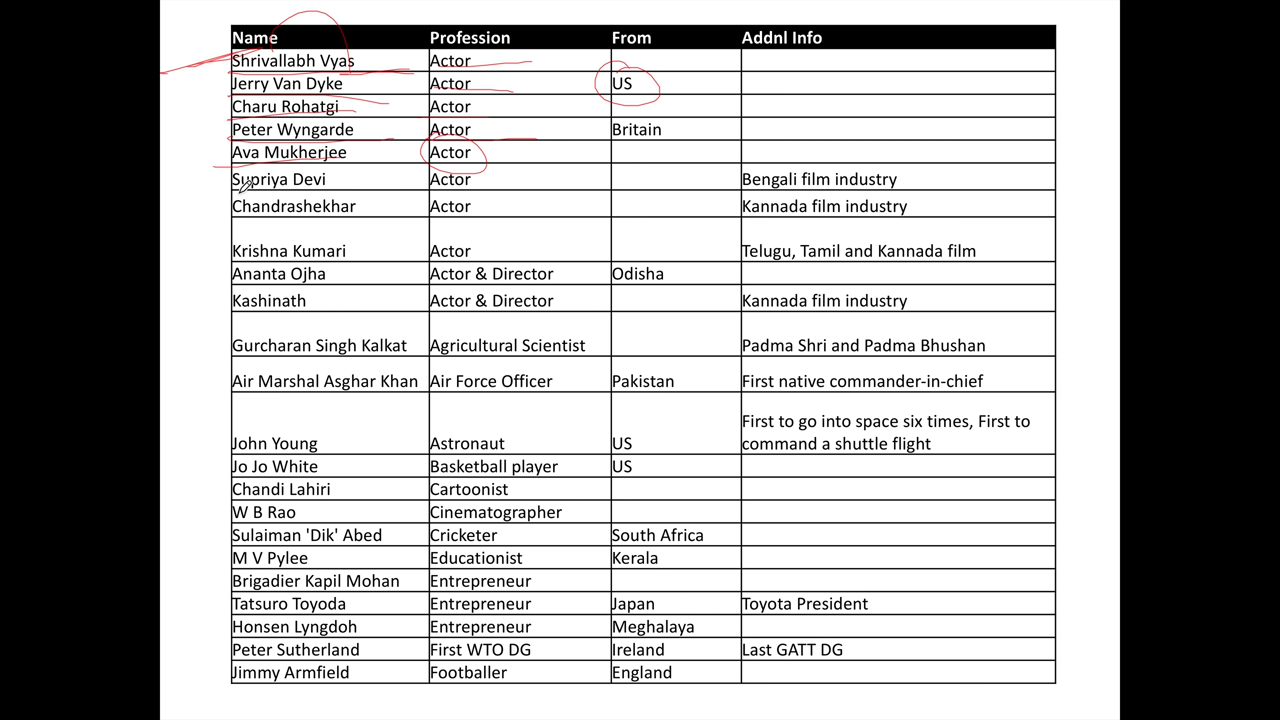 Name Profession From Addnl Info
Shrivallabh Vyas Actor
Jerry Van Dyke Actor US
Charu Rohatgi Actor
Peter Wyngarde Actor Britain
Ava Mukherjee Actor
Supriya Devi Actor Bengali film industry
Chandrashekhar Actor Kannada film industry
Krishna Kumari Actor Telugu, Tamil and Kannada film
Ananta Ojha Actor & Director Odisha
Kashinath Actor & Director Kannada film industry
Gurcharan Singh Kalkat Agricultural Scientist Padma Shri and Padma Bhushan
Air Marshal Asghar Khan Air Force Officer Pakistan First native commander-in-chief
First to go into space six times, First to
John Young Astronaut US command a shuttle flight
Jo Jo White Basketball player US
Chandi Lahiri Cartoonist
W B Rao Cinematographer
Sulaiman 'Dik' Abed Cricketer South Africa
M V Pylee Educationist Kerala
Brigadier Kapil Mohan Entrepreneur
Tatsuro Toyoda Entrepreneur Japan Toyota President
Honsen Lyngdoh Entrepreneur Meghalaya
Peter Sutherland First WTO DG Ireland Last GATT DG
Jimmy Armfield Footballer England